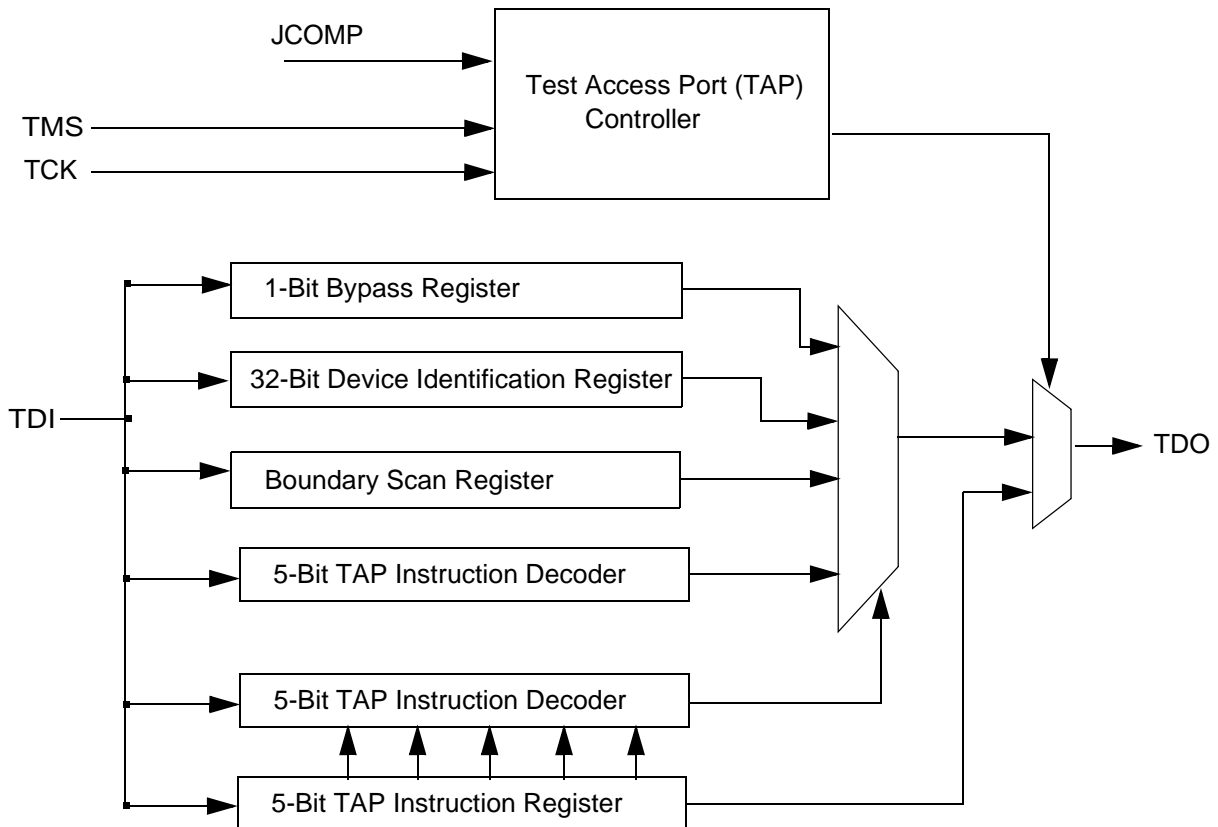 JCOMP
Test Access Port (TAP)
Controller
TMS
TCK
1-Bit Bypass Register
32-Bit Device Identification Register
TDI
TDO
Boundary Scan Register
5-Bit TAP Instruction Decoder
5-Bit TAP Instruction Decoder
5-Bit TAP Instruction Register